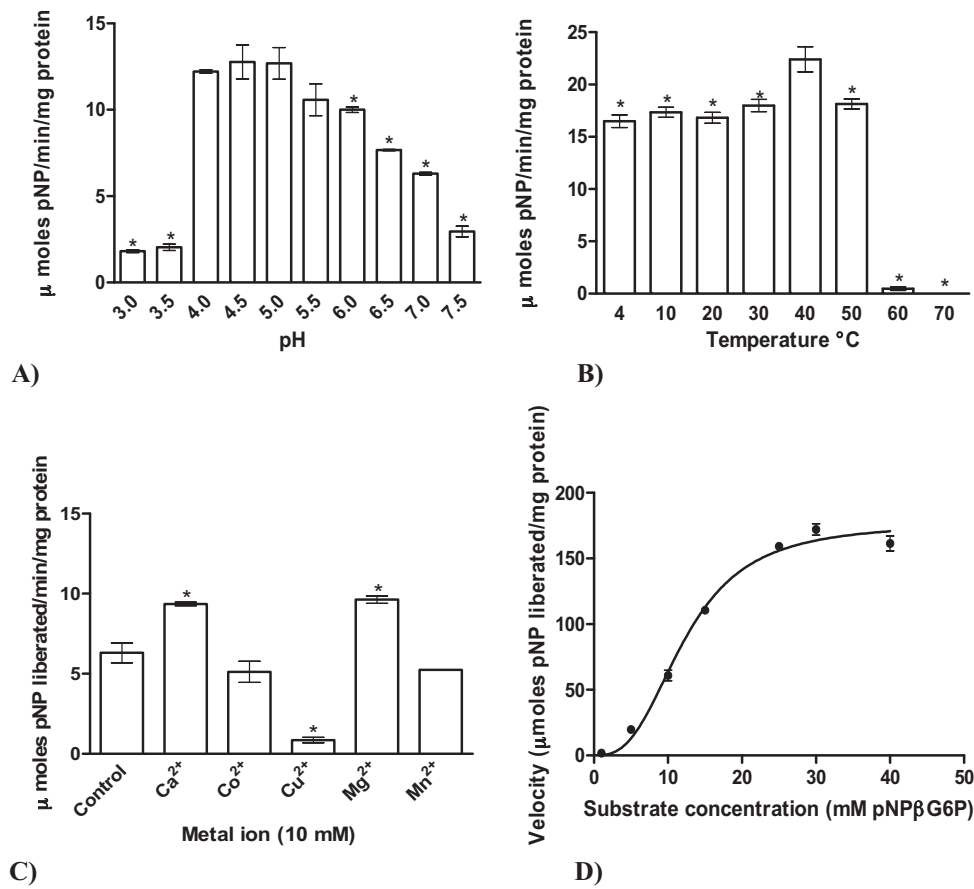 μ moles pNP/min/mg protein
15
10
5
0
* * * * * *
3.0 3.5 4.0 4.5 5.0 5.5 6.0 6.5 7.0 7.5
pH
A)
μ moles pNP/min/mg protein
25
20
15
10
5
0
* * * * * * *
4 10 20 30 40 50 60 70
Temperature °C
B)
μ moles pNP liberated/min/mg protein
15
10
5
0
* * *
Control Ca²⁺ Co²⁺ Cu²⁺ Mg²⁺ Mn²⁺
Metal ion (10 mM)
C)
Velocity (μmoles pNP liberated/mg protein)
200
150
100
50
0
0 10 20 30 40 50
Substrate concentration (mM pNPβG6P)
D)